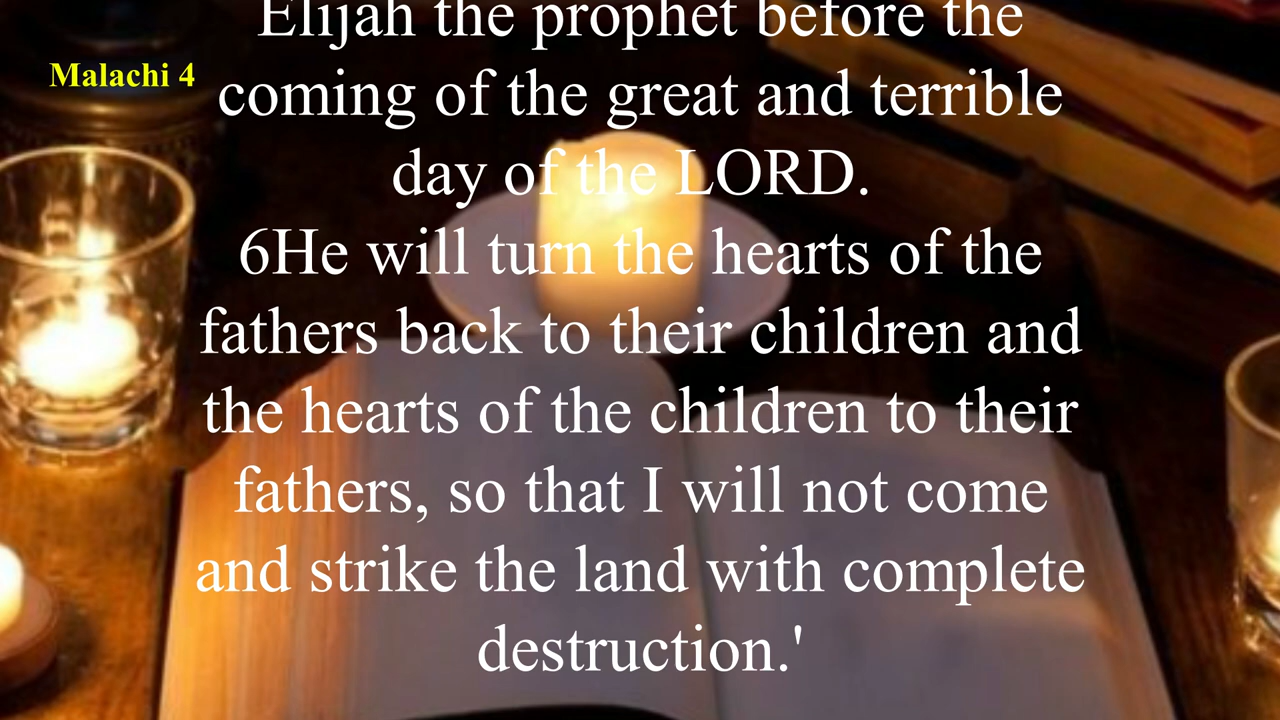 Malachi 4
Elijah the prophet before the
coming of the great and terrible
day of the LORD.
6He will turn the hearts of the
fathers back to their children and
the hearts of the children to their
fathers, so that I will not come
and strike the land with complete
destruction.'